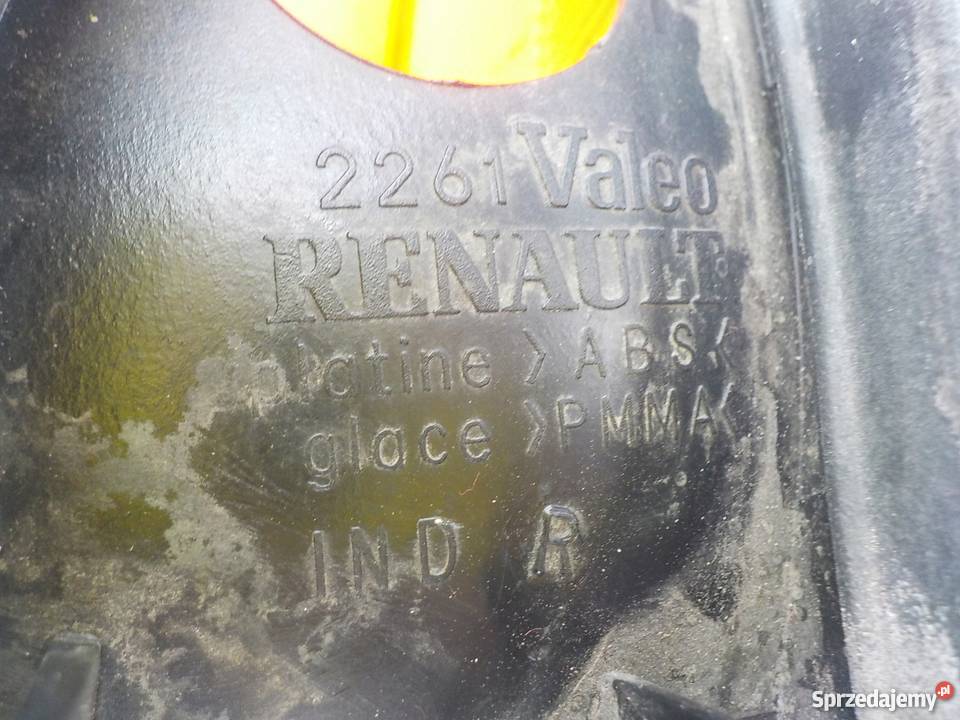 2261 Valeo
RENAULT
platine >ABS<
glace >PMMA<
IND R
Sprzedajemy.pl